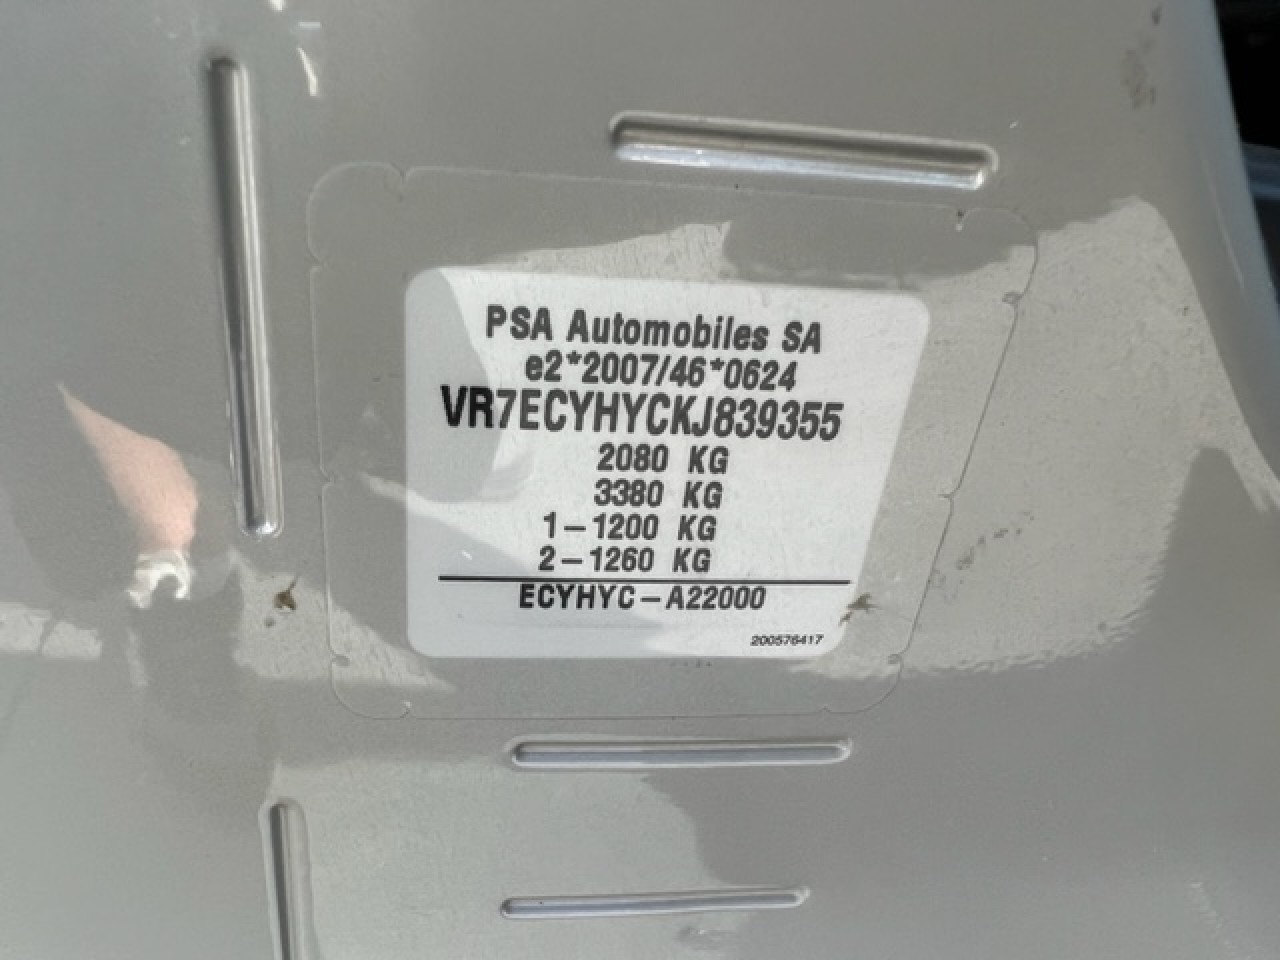 PSA Automobiles SA
e2*2007/46*0624
VR7ECYHYCKJ839355
2080 KG
3380 KG
1-1200 KG
2-1260 KG
ECYHYC-A22000
200576417